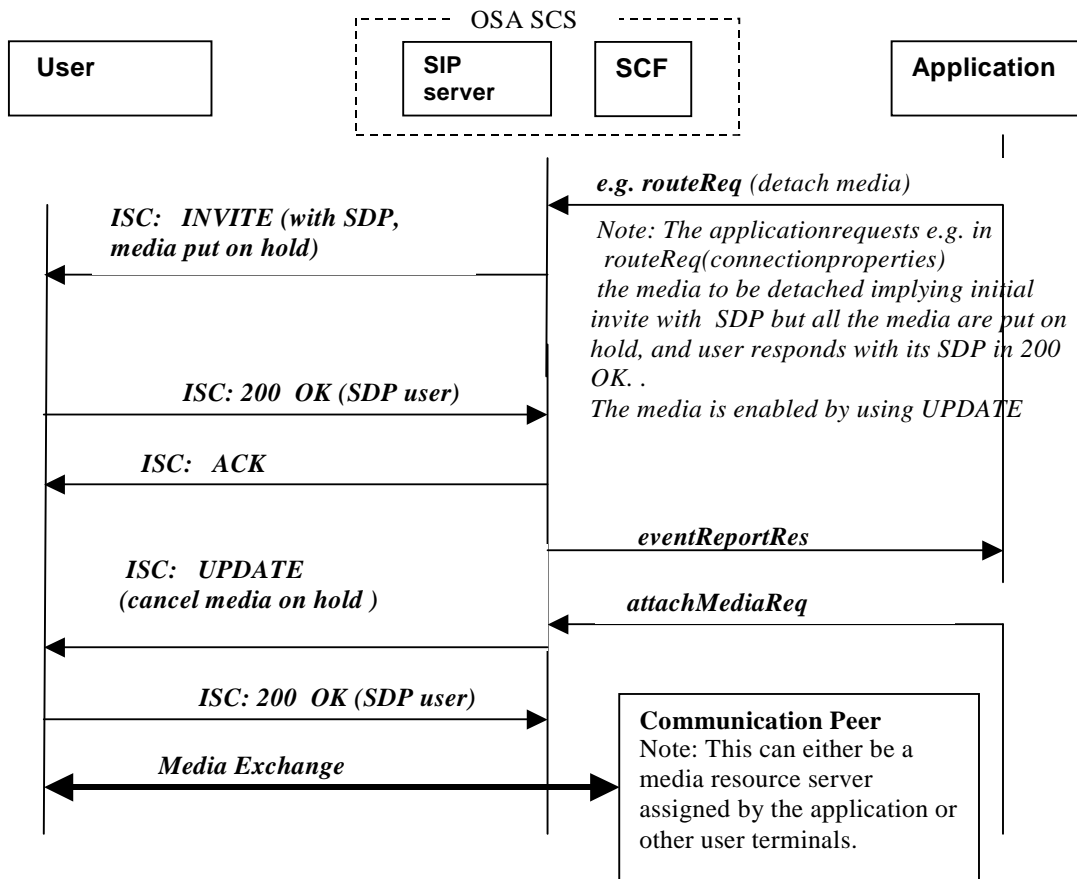 OSA SCS
User
SIP
server
SCF
Application
e.g. routeReq (detach media)
ISC: INVITE (with SDP,
media put on hold)
Note: The applicationrequests e.g. in
routeReq(connectionproperties)
the media to be detached implying initial
invite with SDP but all the media are put on
hold, and user responds with its SDP in 200
OK. .
The media is enabled by using UPDATE
ISC: 200 OK (SDP user)
ISC: ACK
eventReportRes
ISC: UPDATE
(cancel media on hold )
attachMediaReq
ISC: 200 OK (SDP user)
Media Exchange
Communication Peer
Note: This can either be a
media resource server
assigned by the application or
other user terminals.